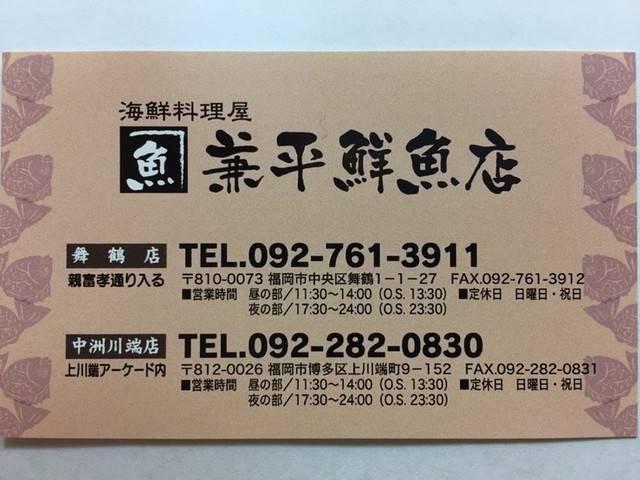 海鮮料理屋
魚 兼平鮮魚店
舞鶴店 TEL.092-761-3911
親富孝通り入る 〒810-0073 福岡市中央区舞鶴1-1-27 FAX.092-761-3912
■営業時間 昼の部/11:30〜14:00(O.S. 13:30) ■定休日 日曜日・祝日
夜の部/17:30〜24:00(O.S. 23:30)
中洲川端店 TEL.092-282-0830
上川端アーケード内 〒812-0026 福岡市博多区上川端町9-152 FAX.092-282-0831
■営業時間 昼の部/11:30〜14:00(O.S. 13:30) ■定休日 日曜日・祝日
夜の部/17:30〜24:00(O.S. 23:30)